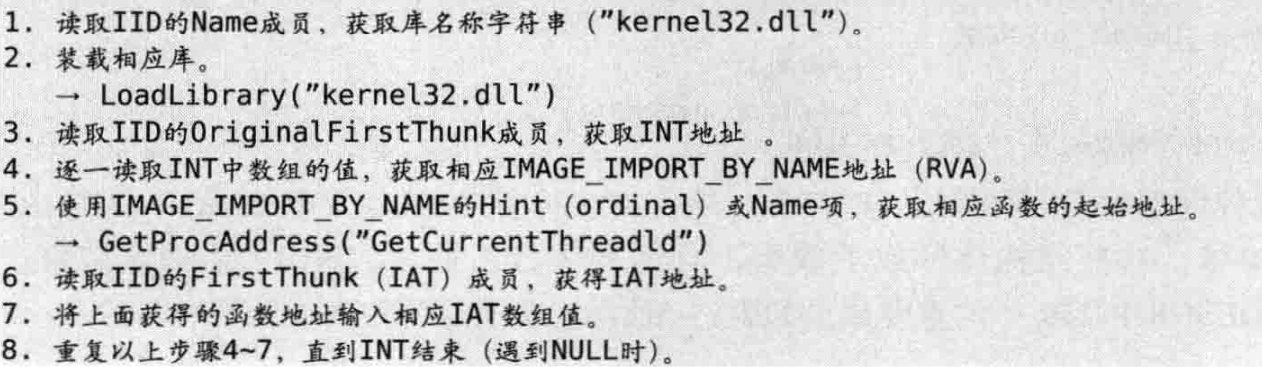 1. 读取IID的Name成员，获取库名称字符串（"kernel32.dll"）。
2. 装载相应库。
→ LoadLibrary("kernel32.dll")
3. 读取IID的OriginalFirstThunk成员，获取INT地址 。
4. 逐一读取INT中数组的值，获取相应IMAGE_IMPORT_BY_NAME地址（RVA）。
5. 使用IMAGE_IMPORT_BY_NAME的Hint（ordinal）或Name项，获取相应函数的起始地址。
→ GetProcAddress("GetCurrentThreadld")
6. 读取IID的FirstThunk（IAT）成员，获得IAT地址。
7. 将上面获得的函数地址输入相应IAT数组值。
8. 重复以上步骤4~7，直到INT结束（遇到NULL时）。